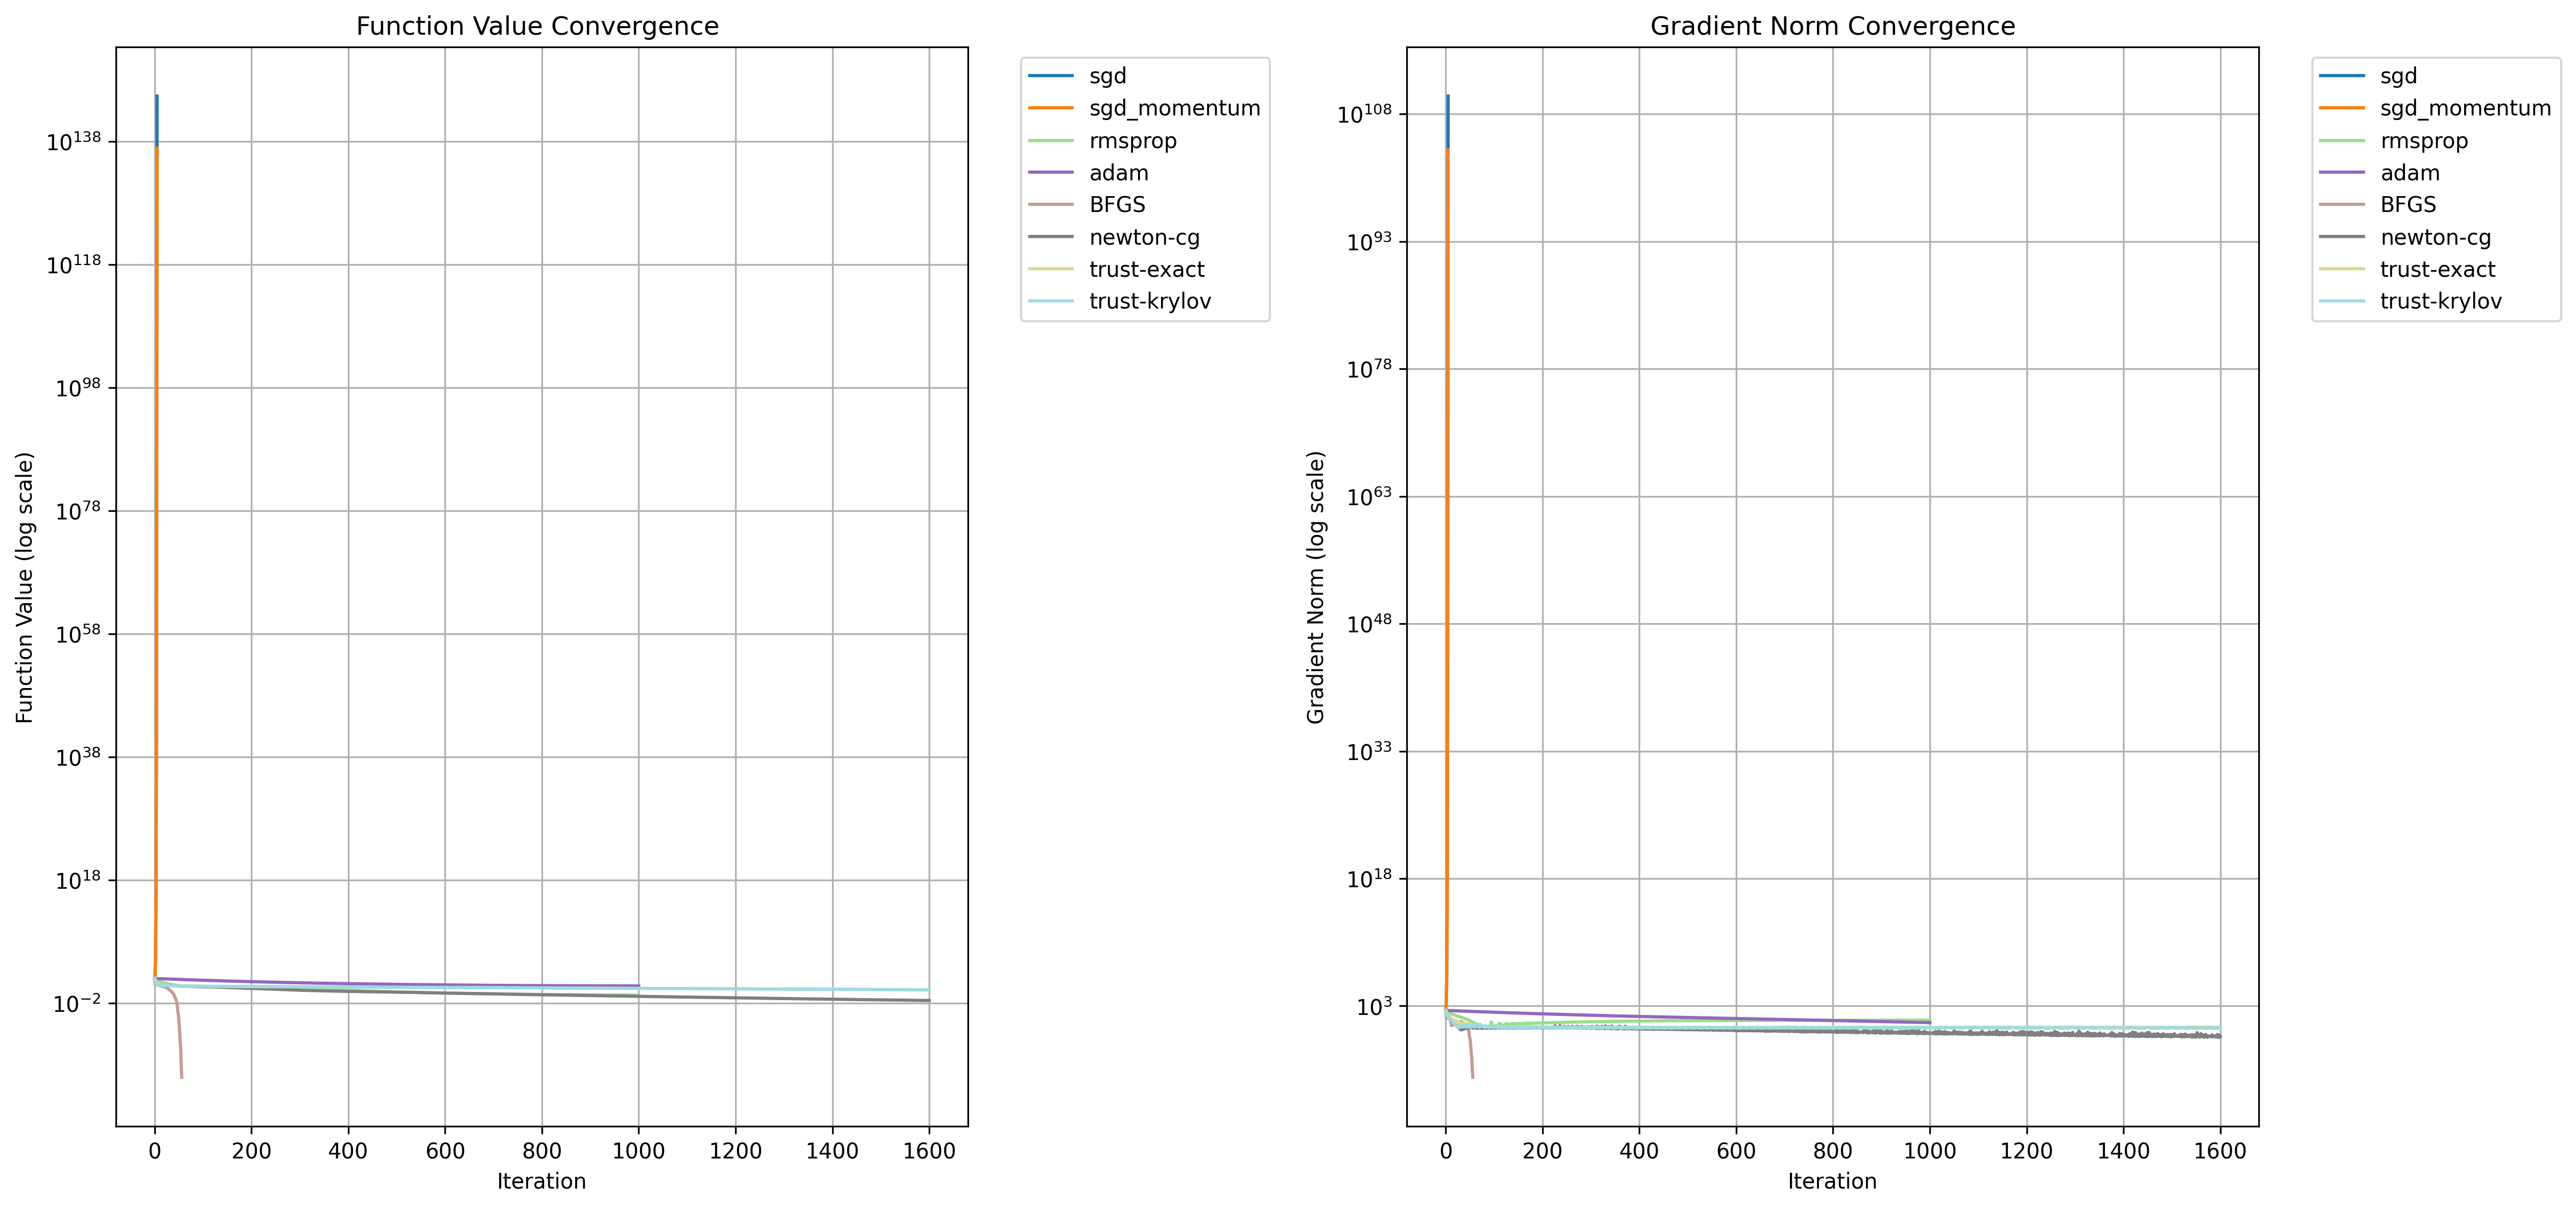 Function Value Convergence
Function Value (log scale)
10^138
10^118
10^98
10^78
10^58
10^38
10^18
10^-2
0 200 400 600 800 1000 1200 1400 1600
Iteration
sgd
sgd_momentum
rmsprop
adam
BFGS
newton-cg
trust-exact
trust-krylov
Gradient Norm Convergence
Gradient Norm (log scale)
10^108
10^93
10^78
10^63
10^48
10^33
10^18
10^3
0 200 400 600 800 1000 1200 1400 1600
Iteration
sgd
sgd_momentum
rmsprop
adam
BFGS
newton-cg
trust-exact
trust-krylov